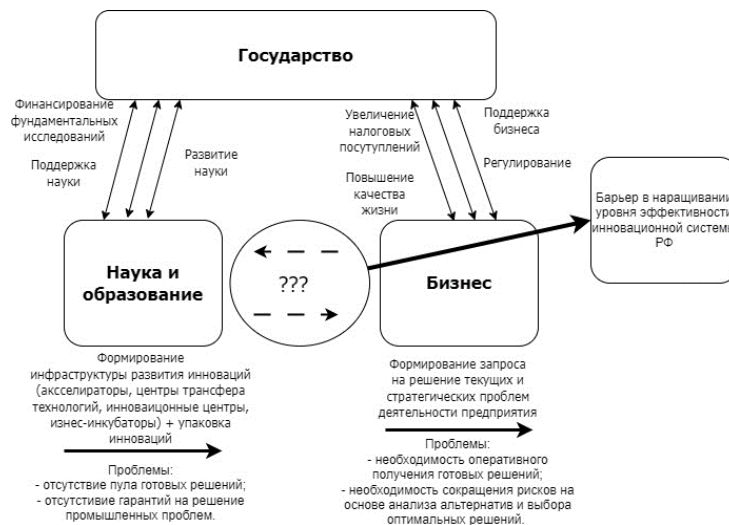 Государство
Финансирование
фундаментальных
исследований
Поддержка
науки
Развитие
науки
Увеличение
налоговых
посутуплений
Повышение
качества
жизни
Поддержка
бизнеса
Регулирование
Барьер в наращивании
уровня эффективности
инновационной системы
РФ
Наука и
образование
???
Бизнес
Формирование
инфраструктуры развития инноваций
(аксселираторы, центры трансфера
технологий, инноваицонные центры,
изнес-инкубаторы) + упаковка
инноваций
Проблемы:
- отсутствие пула готовых решений;
- отсутсивие гарантий на решение
промышленных проблем.
Формирование запроса
на решение текущих и
стратегических проблем
деятельности предприятия
Проблемы:
- необходимость оперативного
получения готовых решений;
- необходимость сокращения рисков на
основе анализа альтернатив и выбора
оптимальных решений.